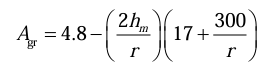 A_gr = 4.8 − (2h_m / r)(17 + 300 / r)